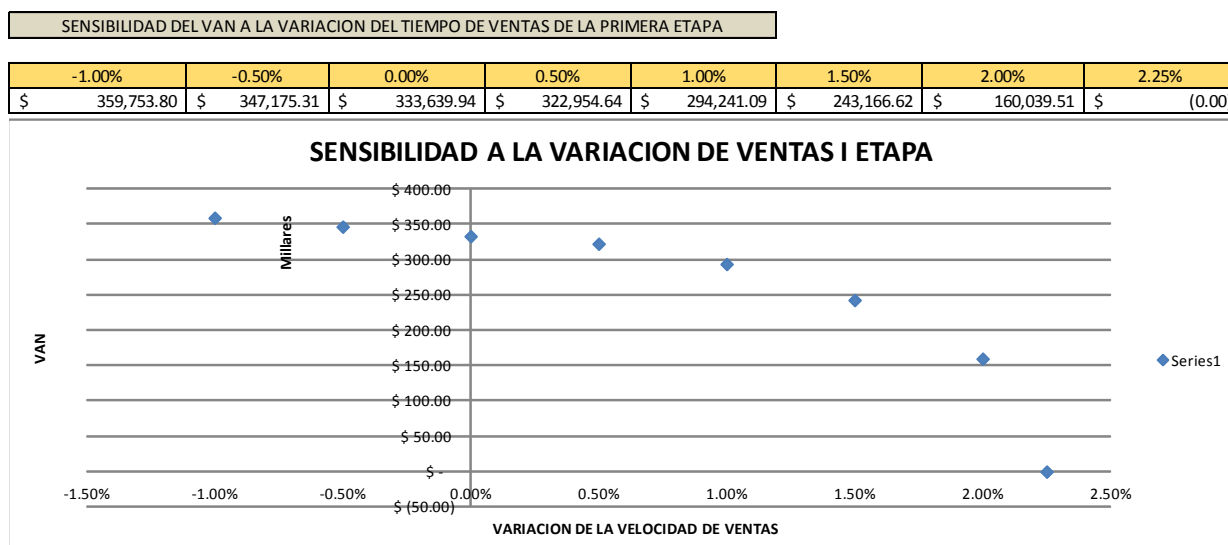 SENSIBILIDAD DEL VAN A LA VARIACION DEL TIEMPO DE VENTAS DE LA PRIMERA ETAPA
-1.00% -0.50% 0.00% 0.50% 1.00% 1.50% 2.00% 2.25%
$ 359,753.80 $ 347,175.31 $ 333,639.94 $ 322,954.64 $ 294,241.09 $ 243,166.62 $ 160,039.51 $ (0.00
SENSIBILIDAD A LA VARIACION DE VENTAS I ETAPA
$ 400.00
$ 350.00
$ 300.00
$ 250.00
$ 200.00
$ 150.00
$ 100.00
$ 50.00
$ -
$ (50.00)
Millares
VAN
Series1
-1.50% -1.00% -0.50% 0.00% 0.50% 1.00% 1.50% 2.00% 2.50%
VARIACION DE LA VELOCIDAD DE VENTAS